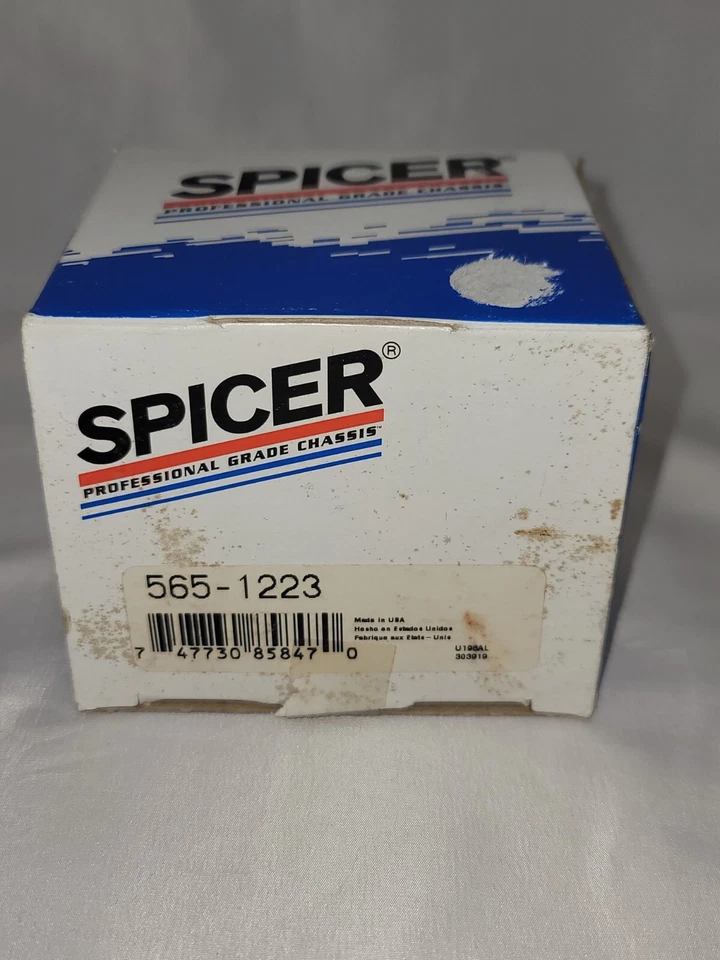 SPICER
PROFESSIONAL GRADE CHASSIS
SPICER®
PROFESSIONAL GRADE CHASSIS™
565-1223
Made in USA
Hecho en Estados Unidos
Fabrique aux Etats-Unis
7 47730 85847 0
U198AL
303919